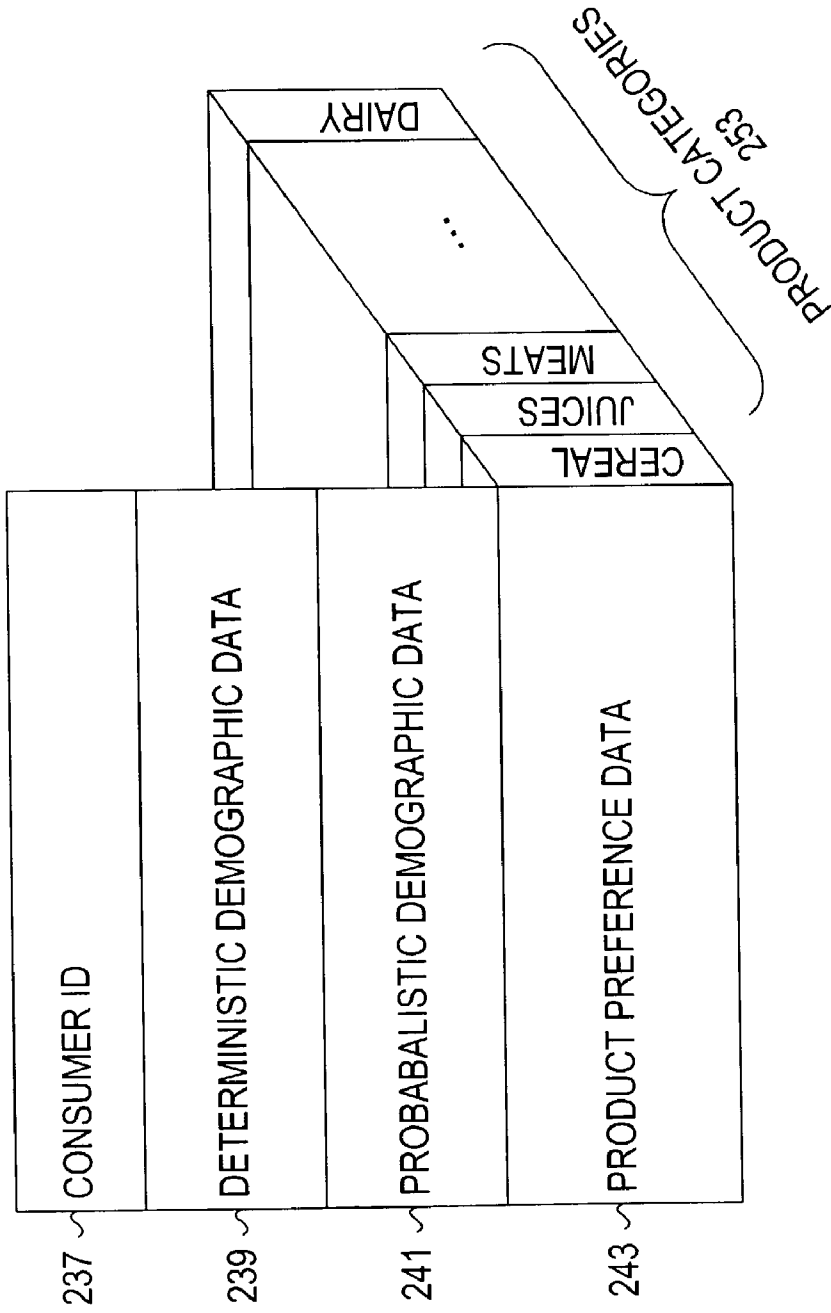 237
CONSUMER ID
239
DETERMINISTIC DEMOGRAPHIC DATA
241
PROBABALISTIC DEMOGRAPHIC DATA
243
PRODUCT PREFERENCE DATA
CEREAL
JUICES
MEATS
...
DAIRY
PRODUCT CATEGORIES
253